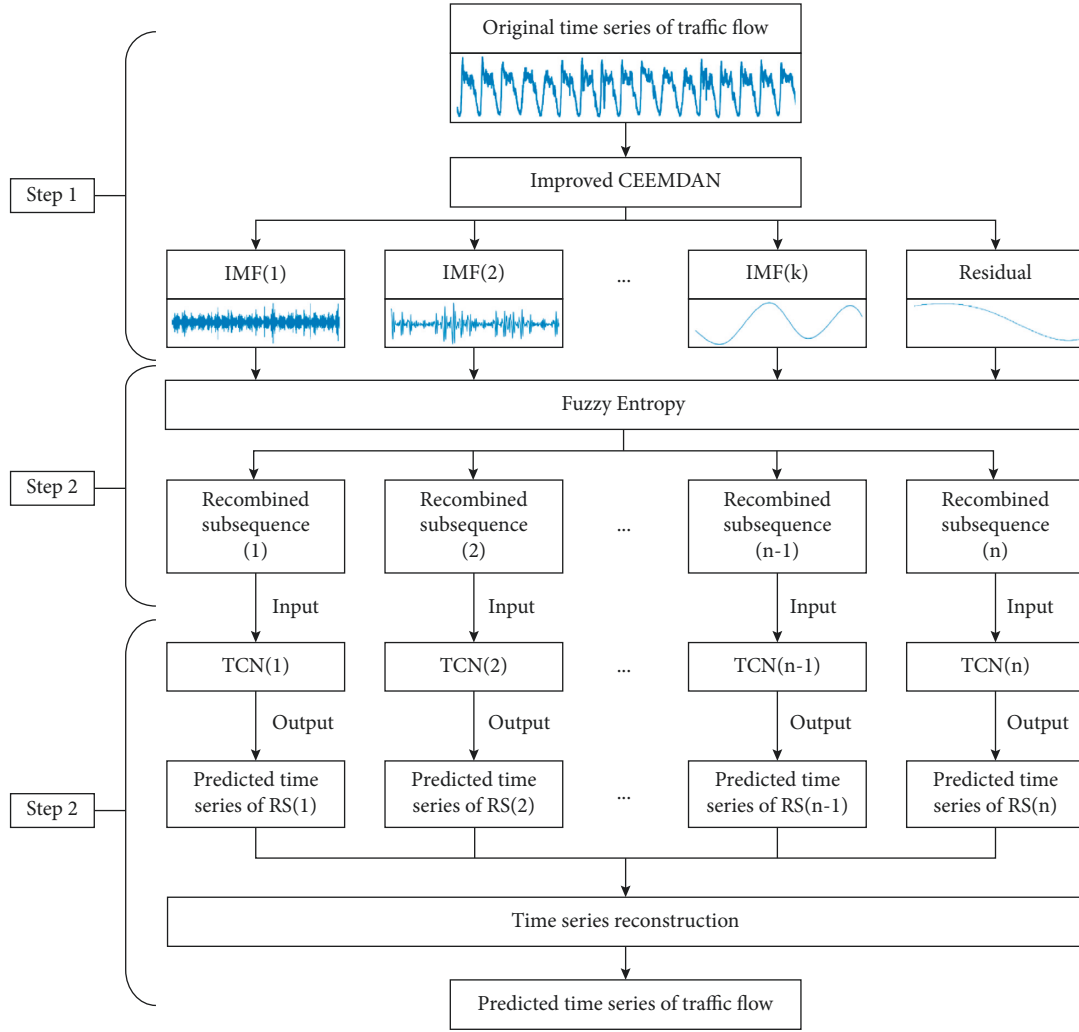 Original time series of traffic flow
Improved CEEMDAN
Step 1
IMF(1)
IMF(2)
...
IMF(k)
Residual
Fuzzy Entropy
Step 2
Recombined
subsequence
(1)
Recombined
subsequence
(2)
...
Recombined
subsequence
(n-1)
Recombined
subsequence
(n)
Input
Input
Input
Input
TCN(1)
TCN(2)
...
TCN(n-1)
TCN(n)
Output
Output
Output
Output
Step 2
Predicted time
series of RS(1)
Predicted time
series of RS(2)
...
Predicted time
series of RS(n-1)
Predicted time
series of RS(n)
Time series reconstruction
Predicted time series of traffic flow